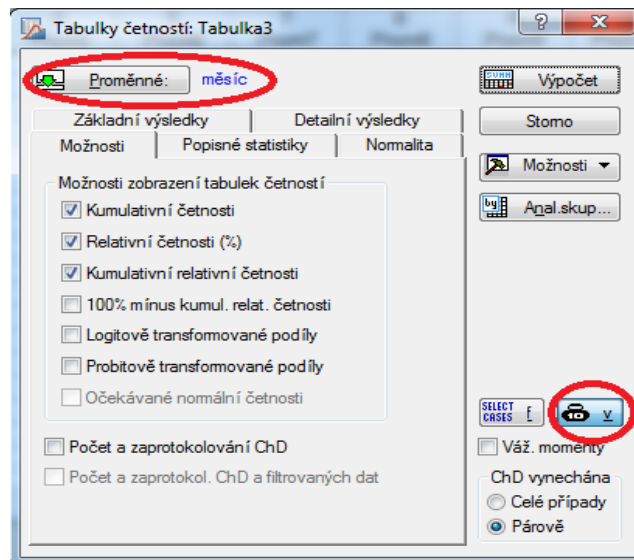 Tabulky četností: Tabulka3
Proměnné: měsíc
Výpočet
Základní výsledky Detailní výsledky
Storno
Možnosti Popisné statistiky Normalita
Možnosti
Možnosti zobrazení tabulek četností
Kumulativní četnosti
Anal.skup...
Relativní četnosti (%)
Kumulativní relativní četnosti
100% mínus kumul. relat. četnosti
Logitově transformované podíly
Probitově transformované podíly
Očekávané normální četnosti
SELECT CASES F
V
Počet a zaprotokolování ChD
Váž. momenty
Počet a zaprotokol. ChD a filtrovaných dat
ChD vynechána
Celé případy
Párově